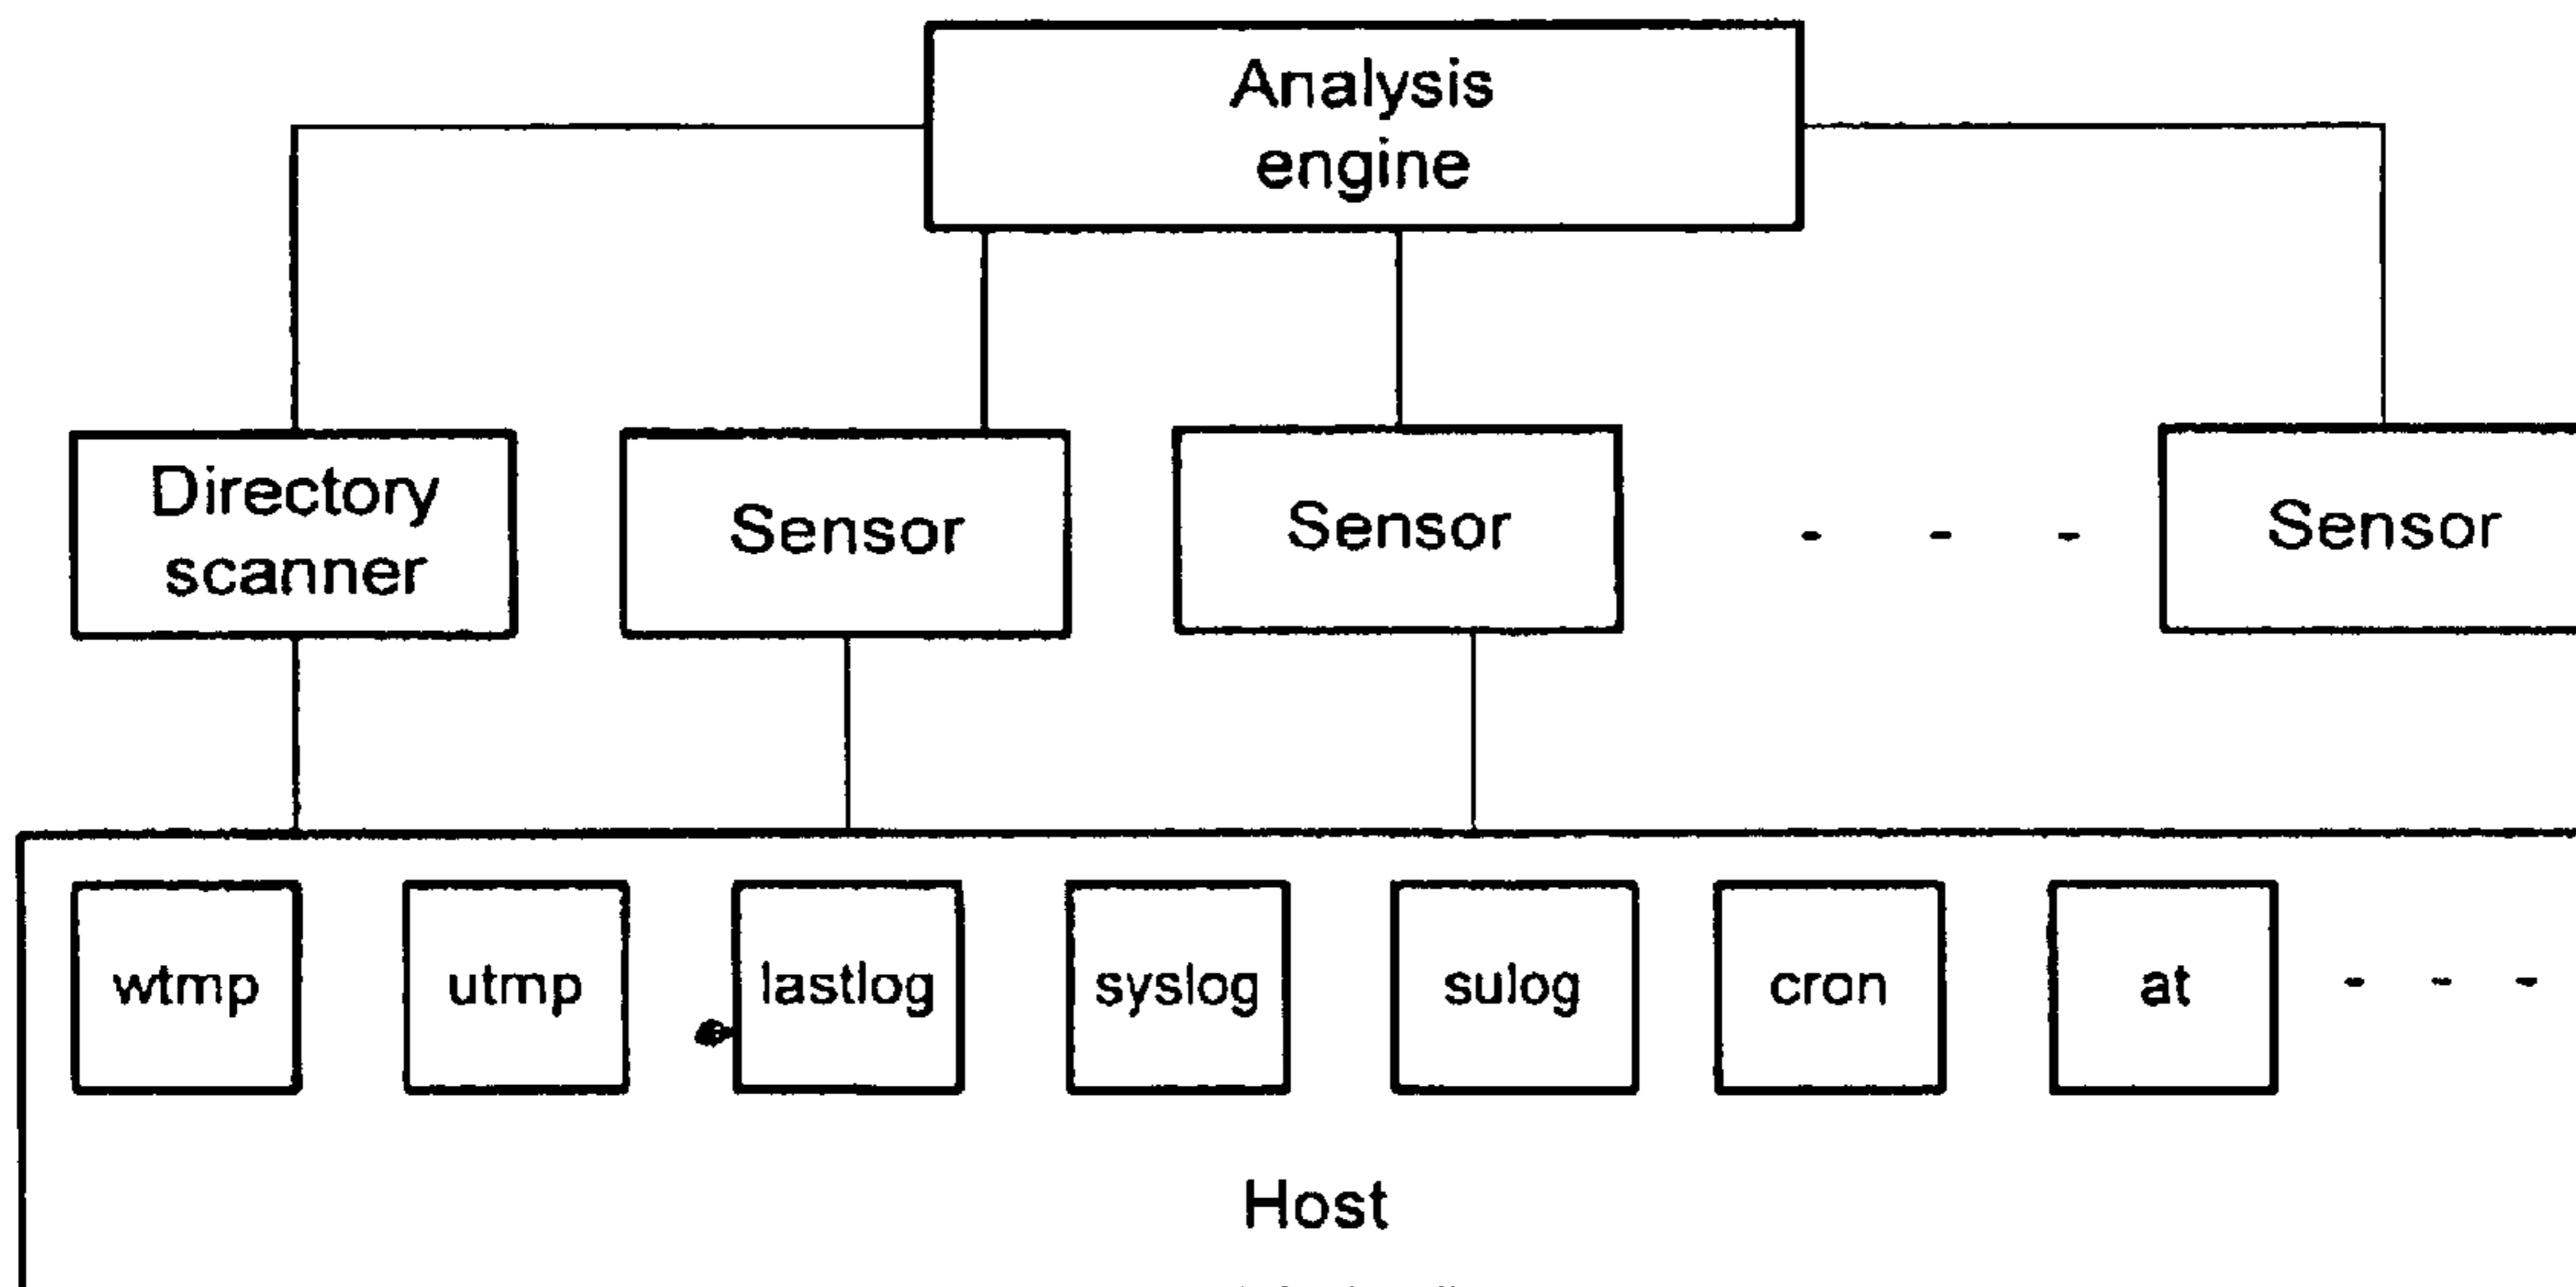 Analysis
engine
Directory
scanner
Sensor
Sensor
- - -
Sensor
wtmp
utmp
lastlog
syslog
sulog
cron
at
- - -
Host